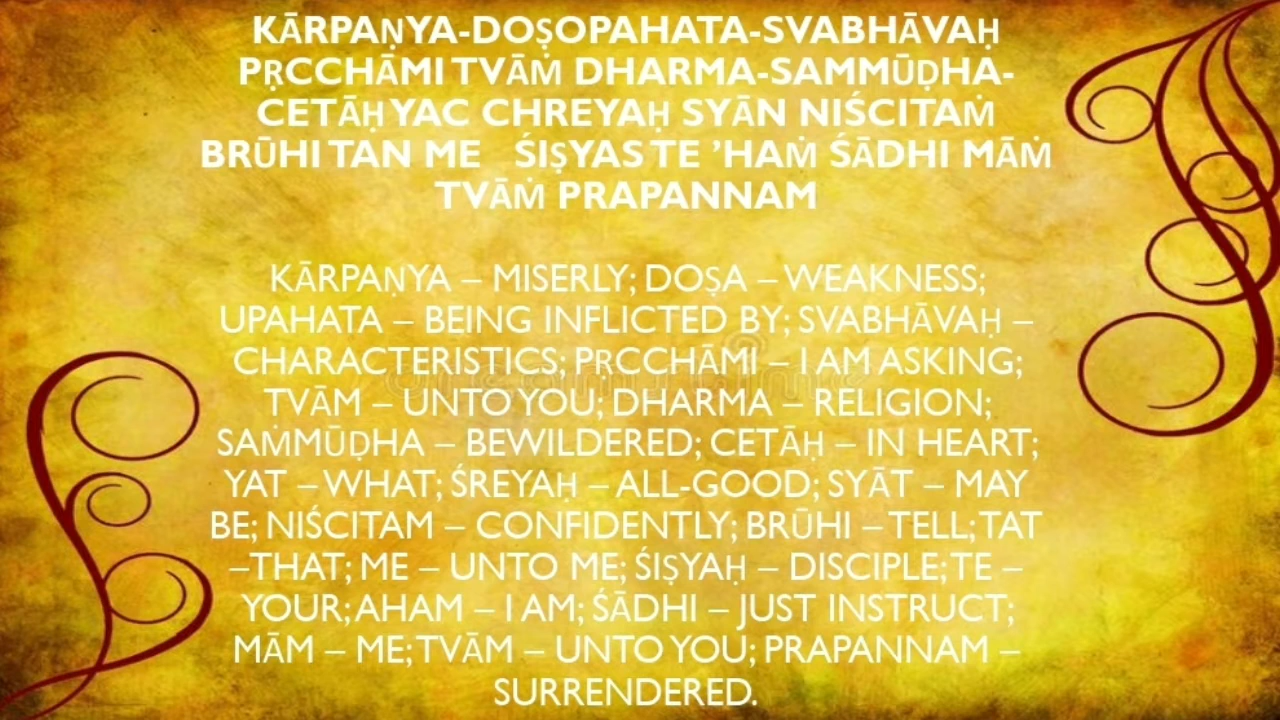 KĀRPAṆYA-DOṢOPAHATA-SVABHĀVAḤ
PṚCCHĀMI TVĀṀ DHARMA-SAMMŪḌHA-
CETĀḤ YAC CHREYAḤ SYĀN NIŚCITAṀ
BRŪHI TAN ME ŚIṢYAS TE ’HAṀ ŚĀDHI MĀṀ
TVĀṀ PRAPANNAM
KĀRPAṆYA – MISERLY; DOṢA – WEAKNESS;
UPAHATA – BEING INFLICTED BY; SVABHĀVAḤ –
CHARACTERISTICS; PṚCCHĀMI – I AM ASKING;
TVĀM – UNTO YOU; DHARMA – RELIGION;
SAṀMŪḌHA – BEWILDERED; CETĀḤ – IN HEART;
YAT – WHAT; ŚREYAḤ – ALL-GOOD; SYĀT – MAY
BE; NIŚCITAM – CONFIDENTLY; BRŪHI – TELL; TAT
– THAT; ME – UNTO ME; ŚIṢYAḤ – DISCIPLE; TE –
YOUR; AHAM – I AM; ŚĀDHI – JUST INSTRUCT;
MĀM – ME; TVĀM – UNTO YOU; PRAPANNAM –
SURRENDERED.